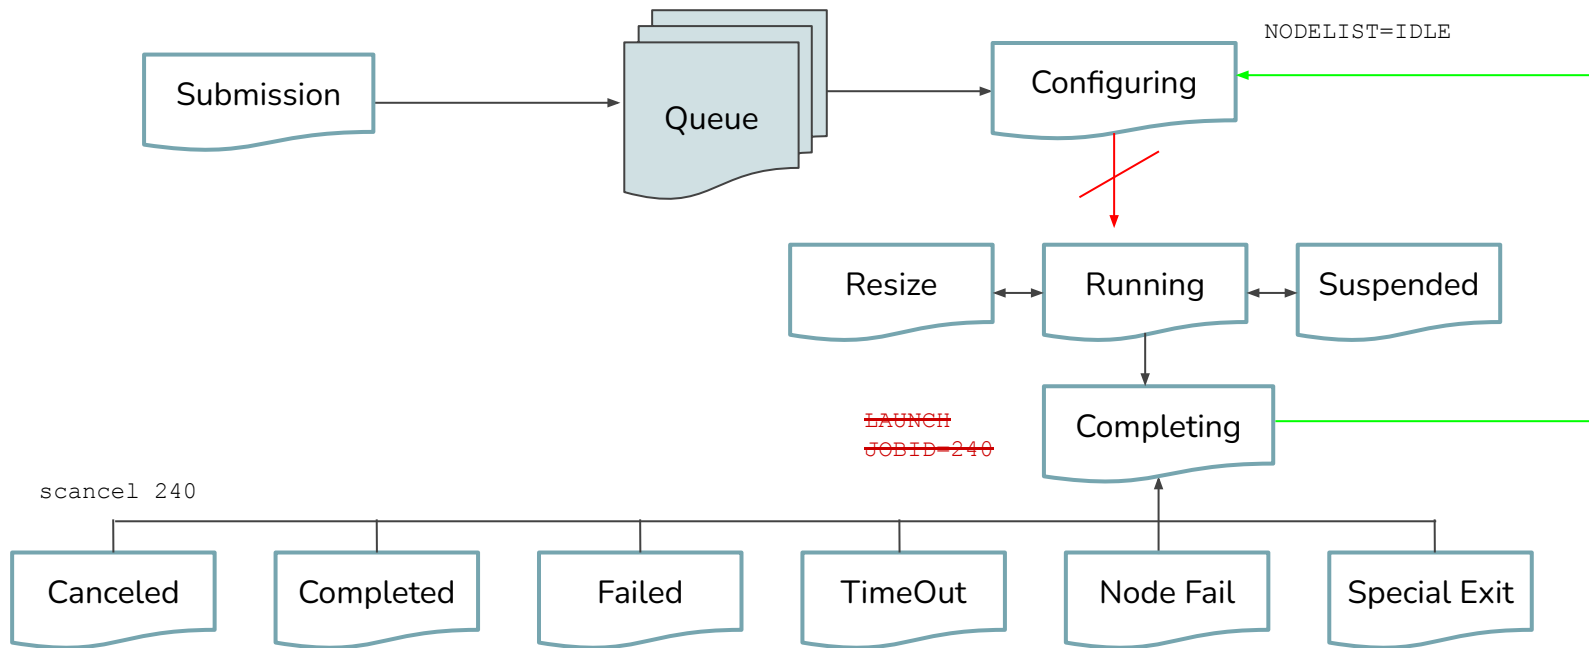 NODELIST=IDLE
Submission
Queue
Configuring
Resize
Running
Suspended
LAUNCH
JOBID=240
Completing
scancel 240
Canceled
Completed
Failed
TimeOut
Node Fail
Special Exit